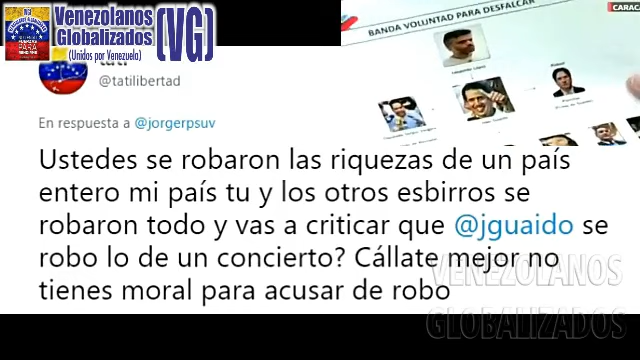 Venezolanos
Globalizados
(Unidos por Venezuela)
(VG)
BANDA VOLUNTAD PARA DESFALCAR
CARAC
@tatilibertad
En respuesta a @jorgerpsuv
Ustedes se robaron las riquezas de un país
entero mi país tu y los otros esbirros se
robaron todo y vas a criticar que @jguaido se
robo lo de un concierto? Cállate mejor no
tienes moral para acusar de robo
VENEZOLANOS
GLOBALIZADOS